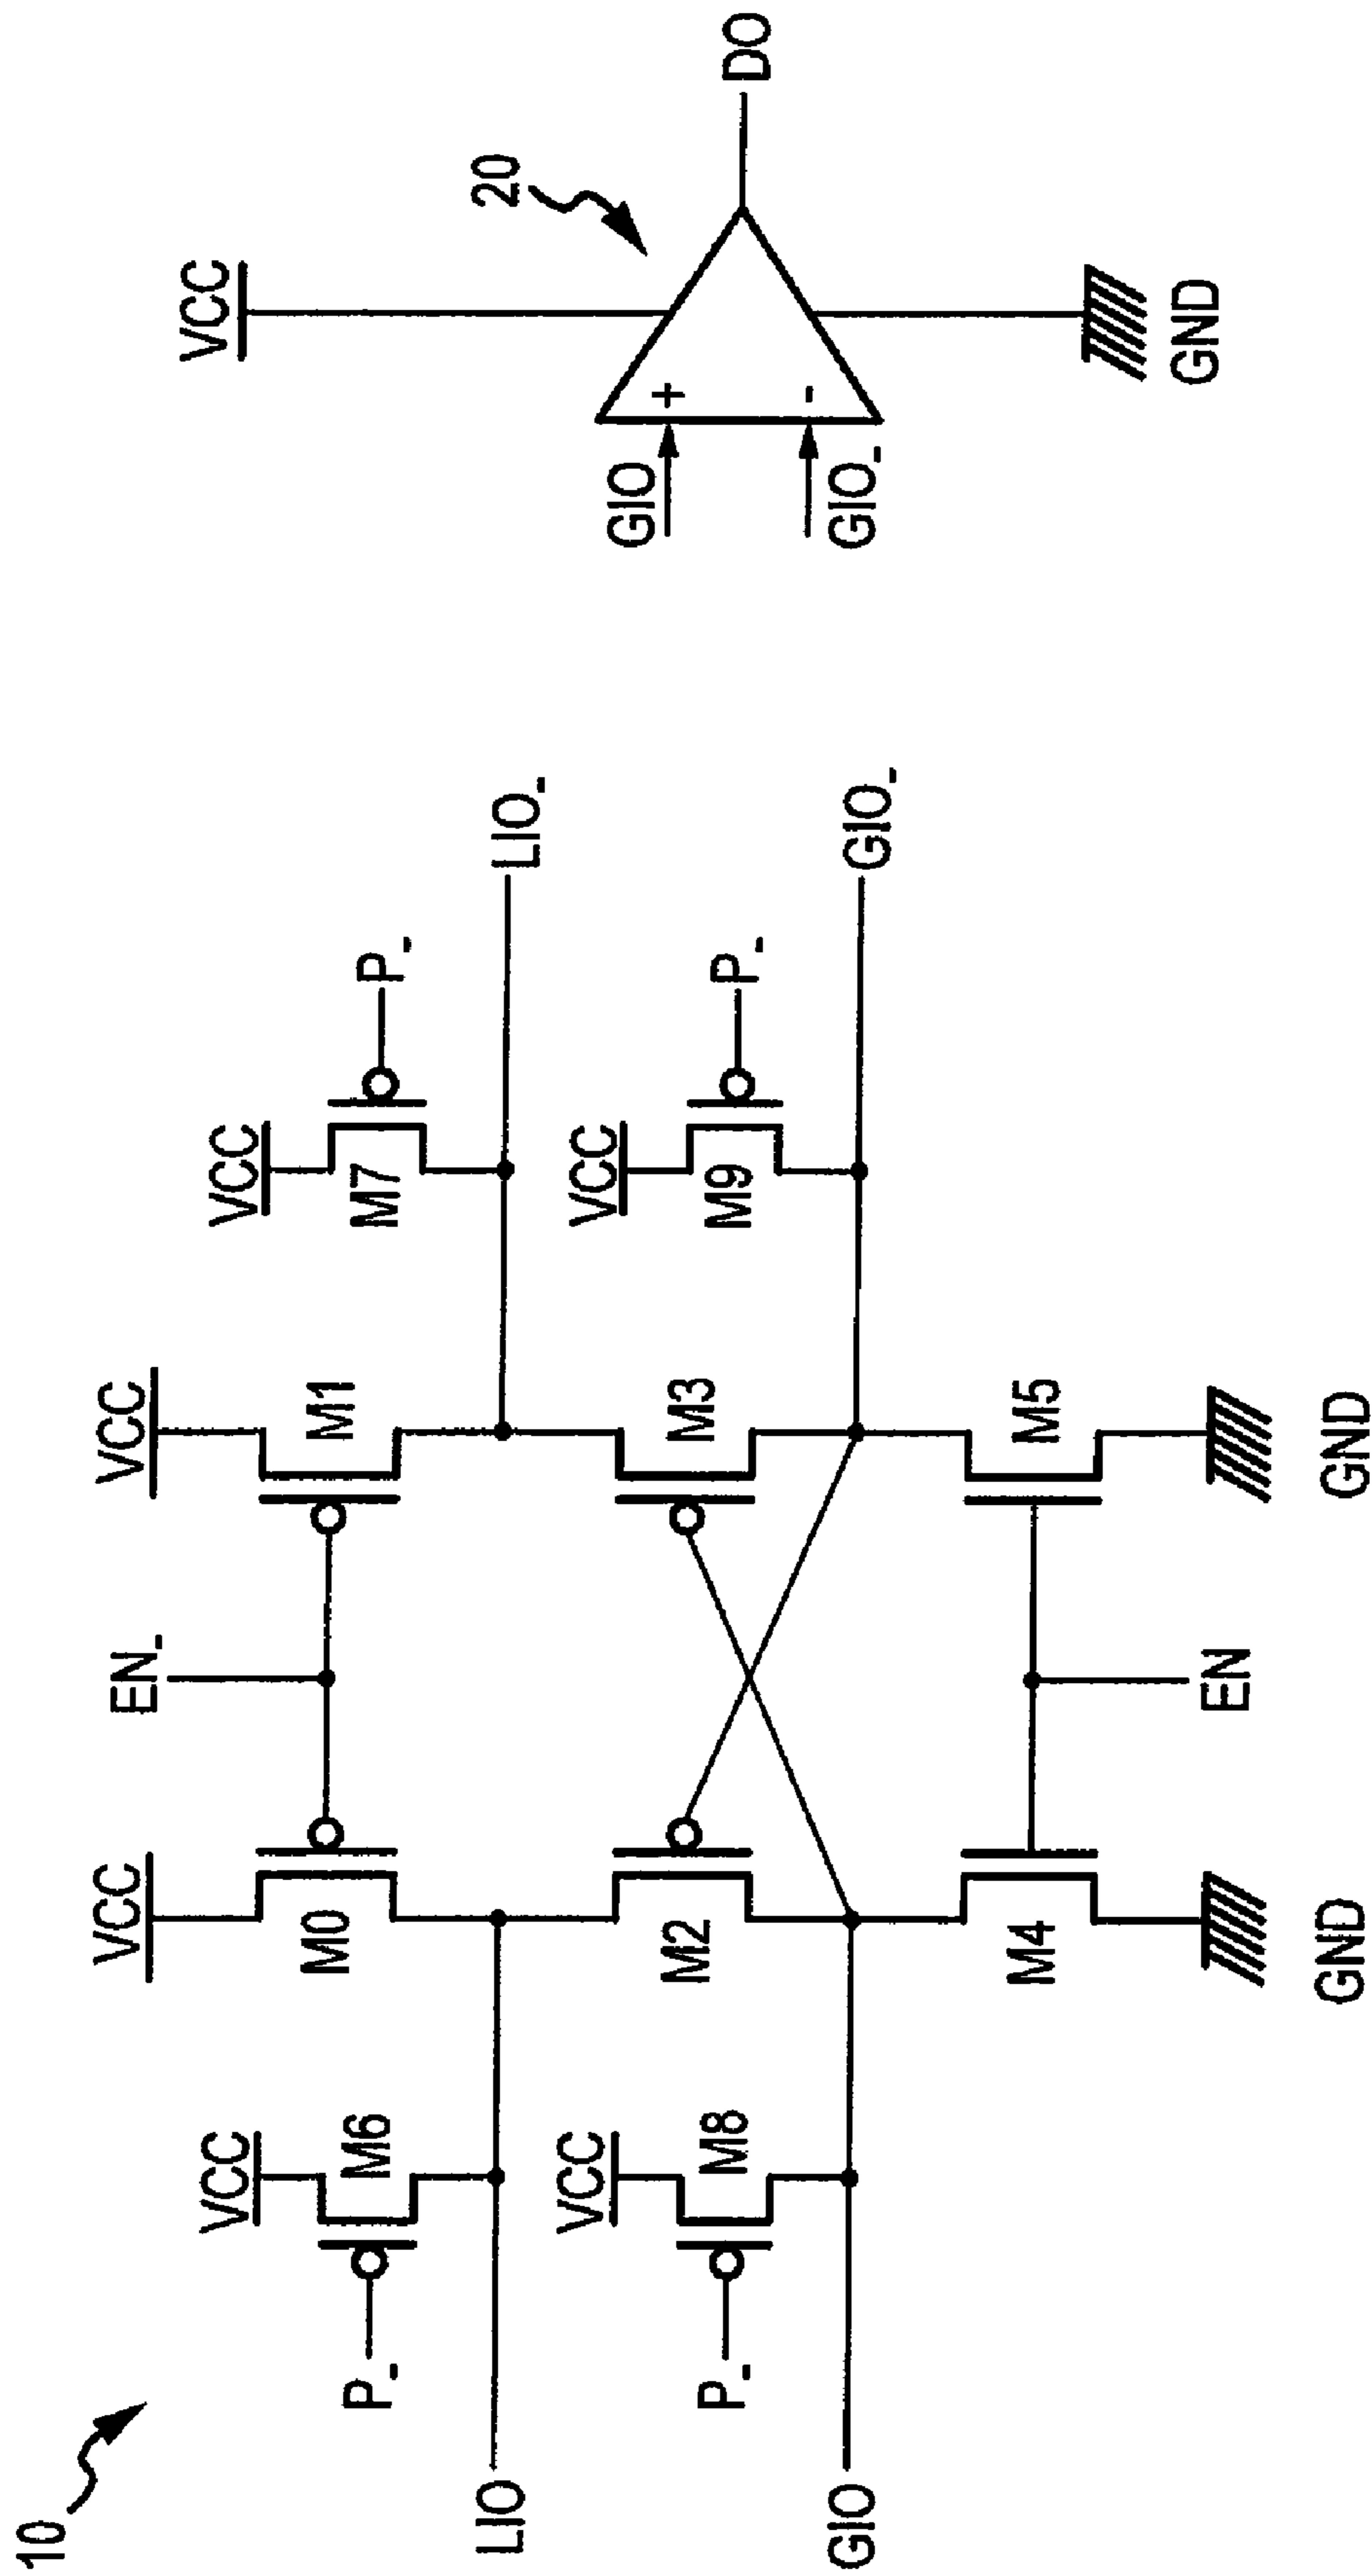 10
VCC
EN_
VCC
VCC
M0
M1
VCC
P_
M6
VCC
M7
P_
LIO
LIO_
VCC
P_
M8
M2
M3
VCC
M9
P_
GIO
GIO_
M4
M5
EN
GND
GND
20
VCC
GIO
+
GIO_
-
DO
GND